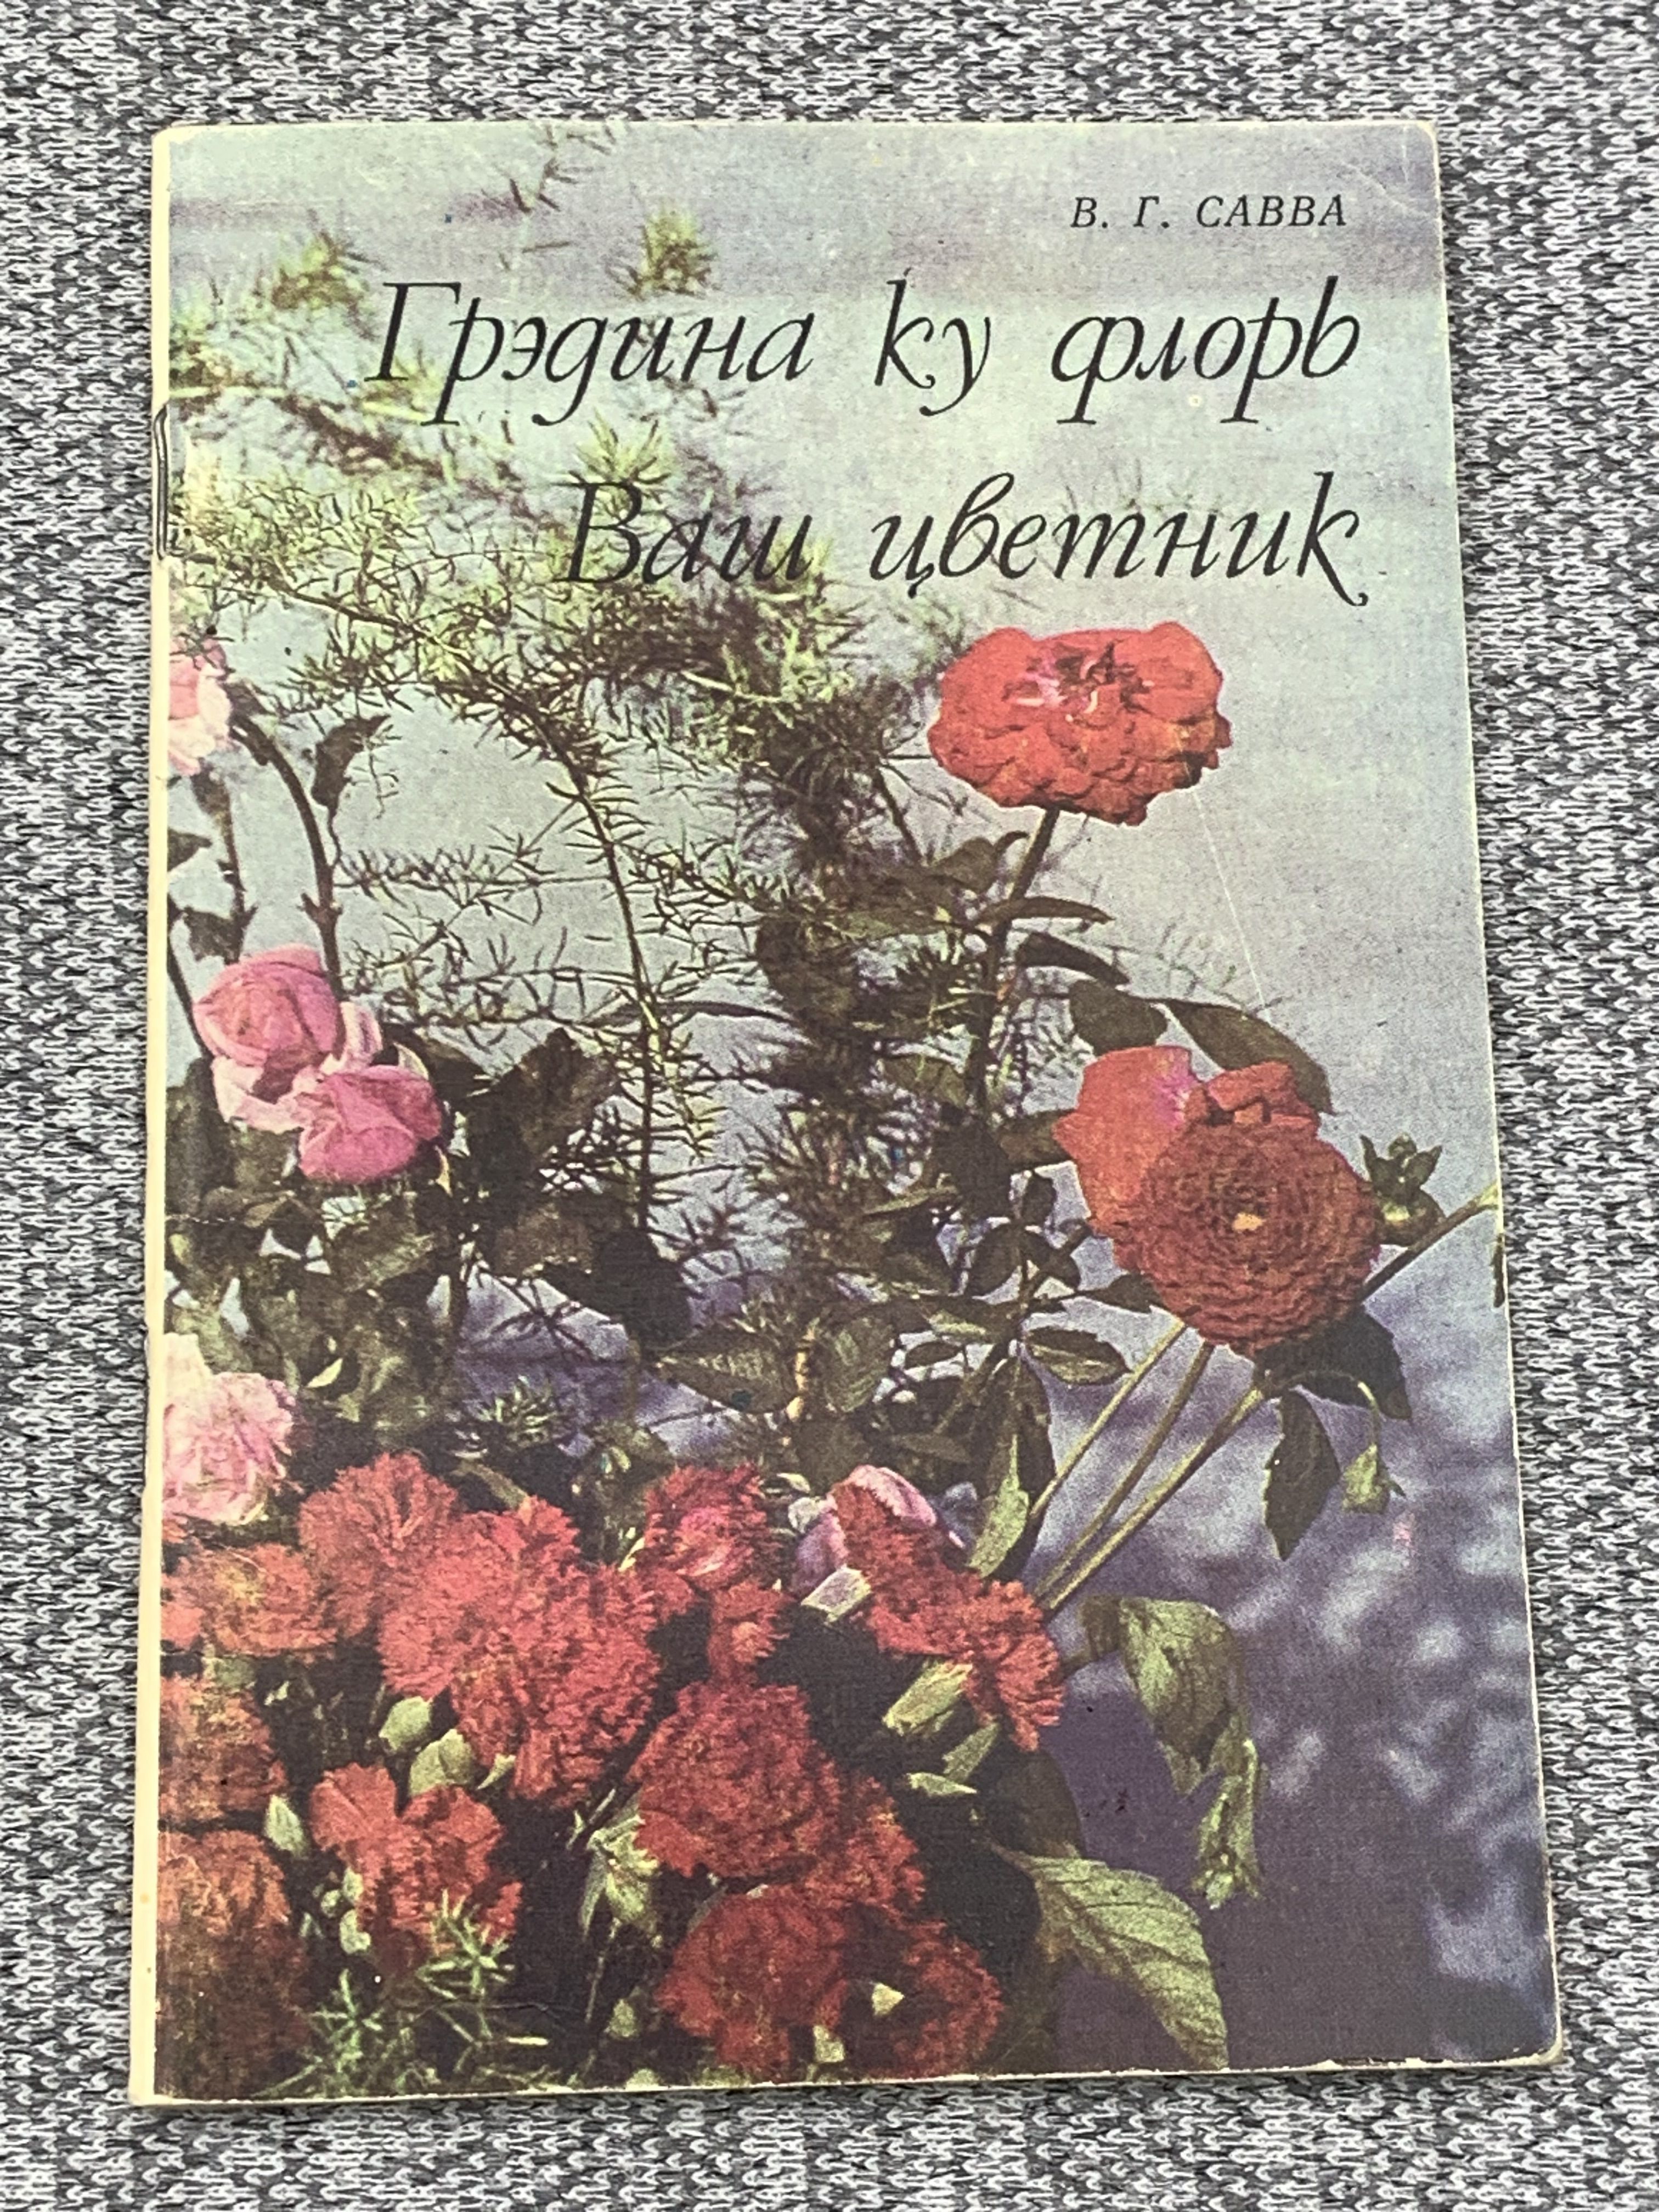 В. Г. САВВА
Грэдина ку флорь
Ваш цветник